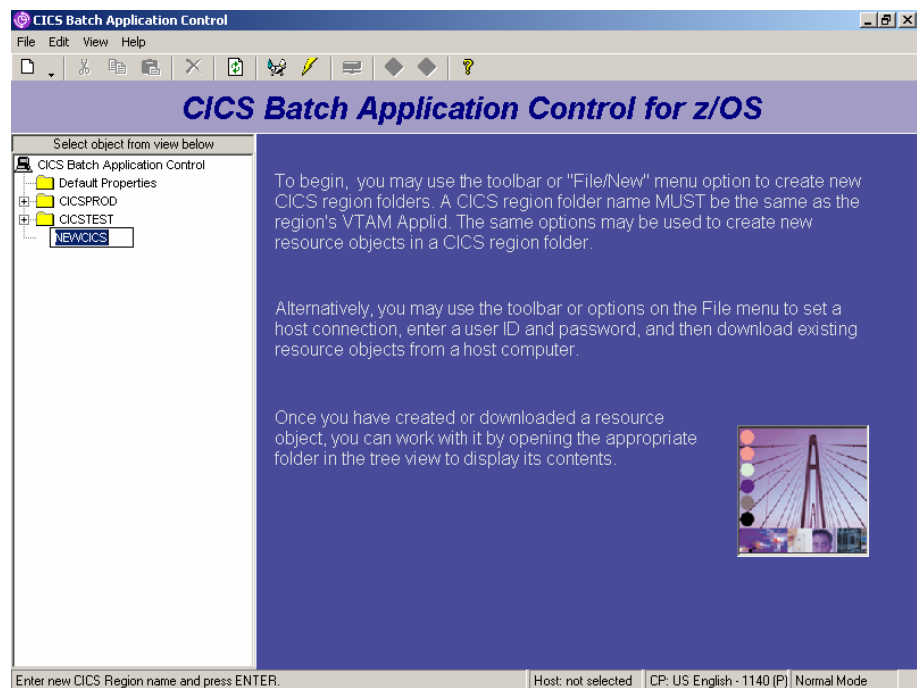 CICS Batch Application Control
File Edit View Help
CICS Batch Application Control for z/OS
Select object from view below
CICS Batch Application Control
Default Properties
CICSPROD
CICSTEST
NEWCICS
To begin, you may use the toolbar or "File/New" menu option to create new
CICS region folders. A CICS region folder name MUST be the same as the
region's VTAM Applid. The same options may be used to create new
resource objects in a CICS region folder.
Alternatively, you may use the toolbar or options on the File menu to set a
host connection, enter a user ID and password, and then download existing
resource objects from a host computer.
Once you have created or downloaded a resource
object, you can work with it by opening the appropriate
folder in the tree view to display its contents.
Enter new CICS Region name and press ENTER.
Host: not selected
CP: US English - 1140 (P)
Normal Mode